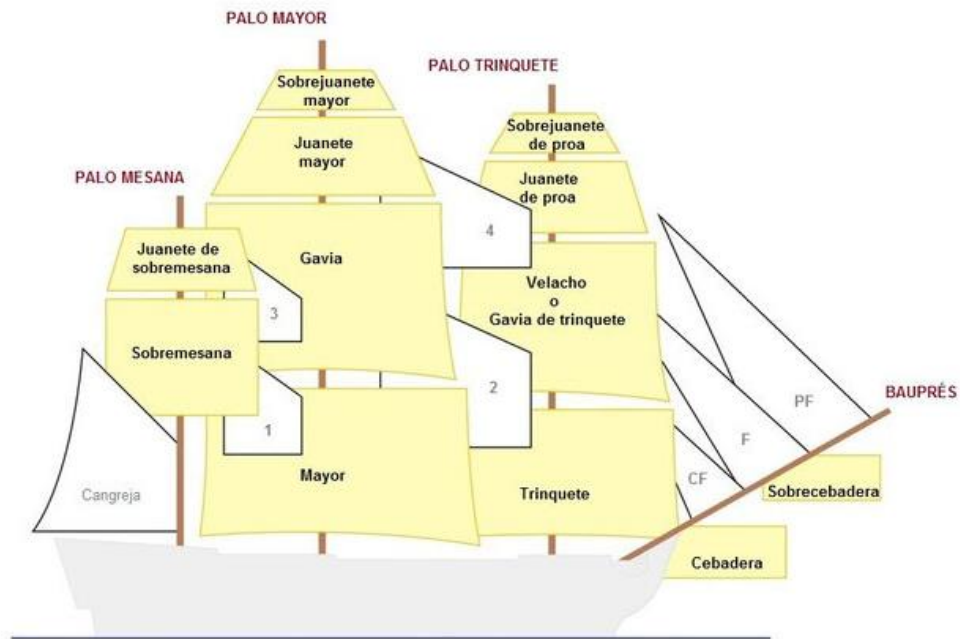 PALO MAYOR
PALO TRINQUETE
PALO MESANA
BAUPRÉS
Sobrejuanete
mayor
Juanete
mayor
Gavia
Mayor
Sobrejuanete
de proa
Juanete
de proa
Velacho
o
Gavia de trinquete
Trinquete
Juanete de
sobremesana
Sobremesana
Cangreja
1
2
3
4
CF
F
PF
Sobrecebadera
Cebadera